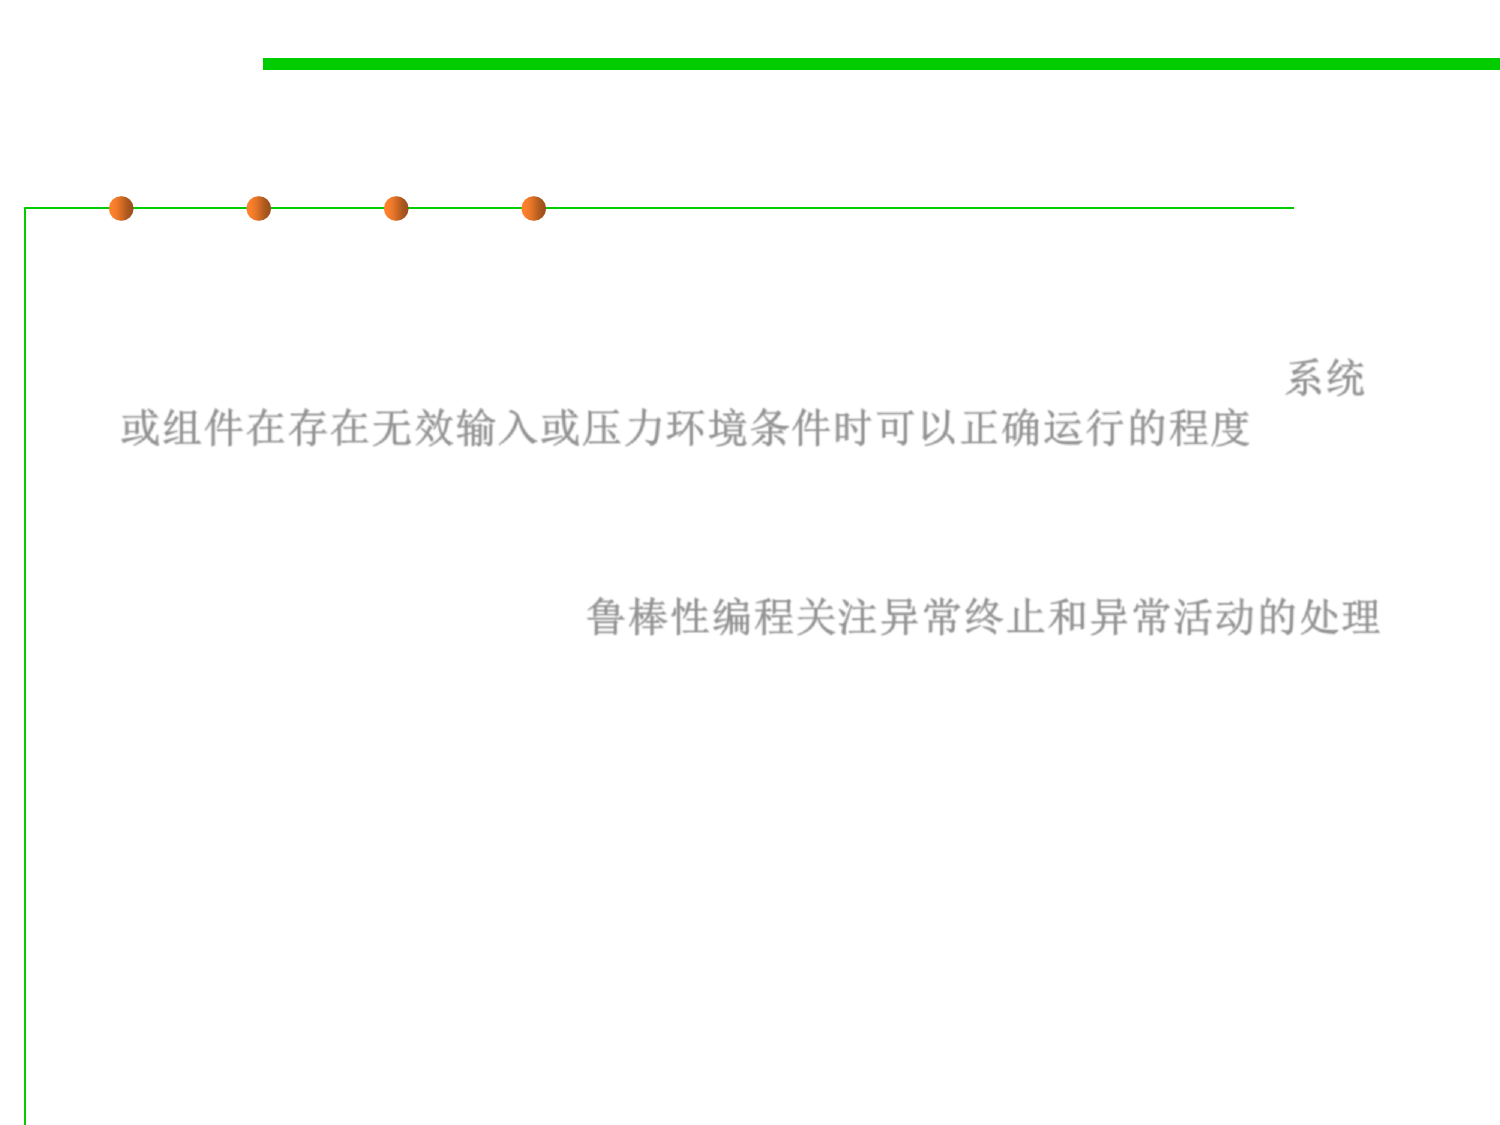 系统
或组件在存在无效输入或压力环境条件时可以正确运行的程度
鲁棒性编程关注异常终止和异常活动的处理